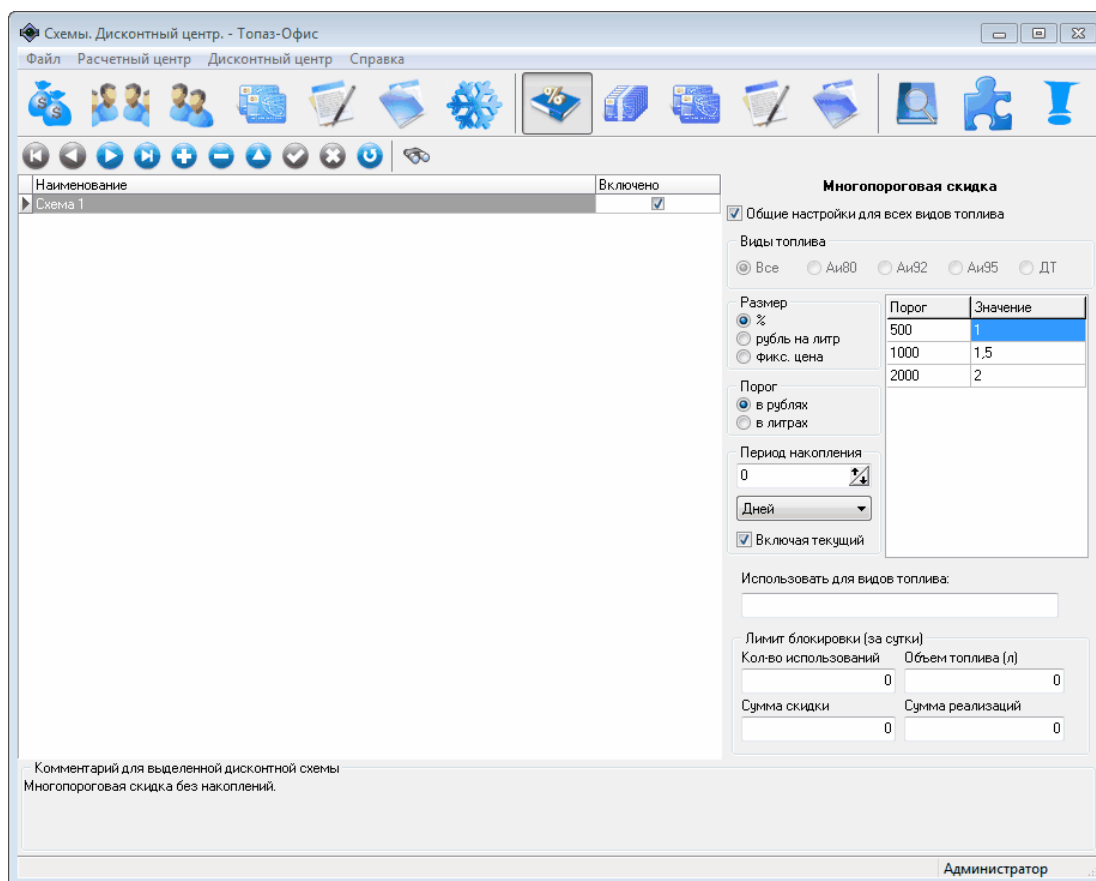 Схемы. Дисконтный центр. - Топаз-Офис
Файл Расчетный центр Дисконтный центр Справка
Наименование Включено
Схема 1
Многопороговая скидка
Общие настройки для всех видов топлива
Виды топлива
Все Аи80 Аи92 Аи95 ДТ
Размер
%
рубль на литр
фикс. цена
Порог Значение
500 1
1000 1,5
2000 2
Порог
в рублях
в литрах
Период накопления
0
Дней
Включая текущий
Использовать для видов топлива:
Лимит блокировки (за сутки)
Кол-во использований Объем топлива (л)
0 0
Сумма скидки Сумма реализаций
0 0
Комментарий для выделенной дисконтной схемы
Многопороговая скидка без накоплений.
Администратор